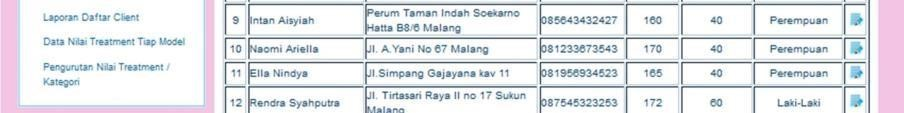 Laporan Daftar Client
Data Nilai Treatment Tiap Model
Pengurutan Nilai Treatment /
Kategori
9 Intan Aisyiah Perum Taman Indah Soekarno Hatta B8/6 Malang 085643432427 160 40 Perempuan
10 Naomi Ariella Jl. A.Yani No 67 Malang 081233673543 170 40 Perempuan
11 Ella Nindya Jl.Simpang Gajayana kav 11 081956934523 165 40 Perempuan
12 Rendra Syahputra Jl. Tirtasari Raya II no 17 Sukun Malang 087545323253 172 60 Laki-Laki